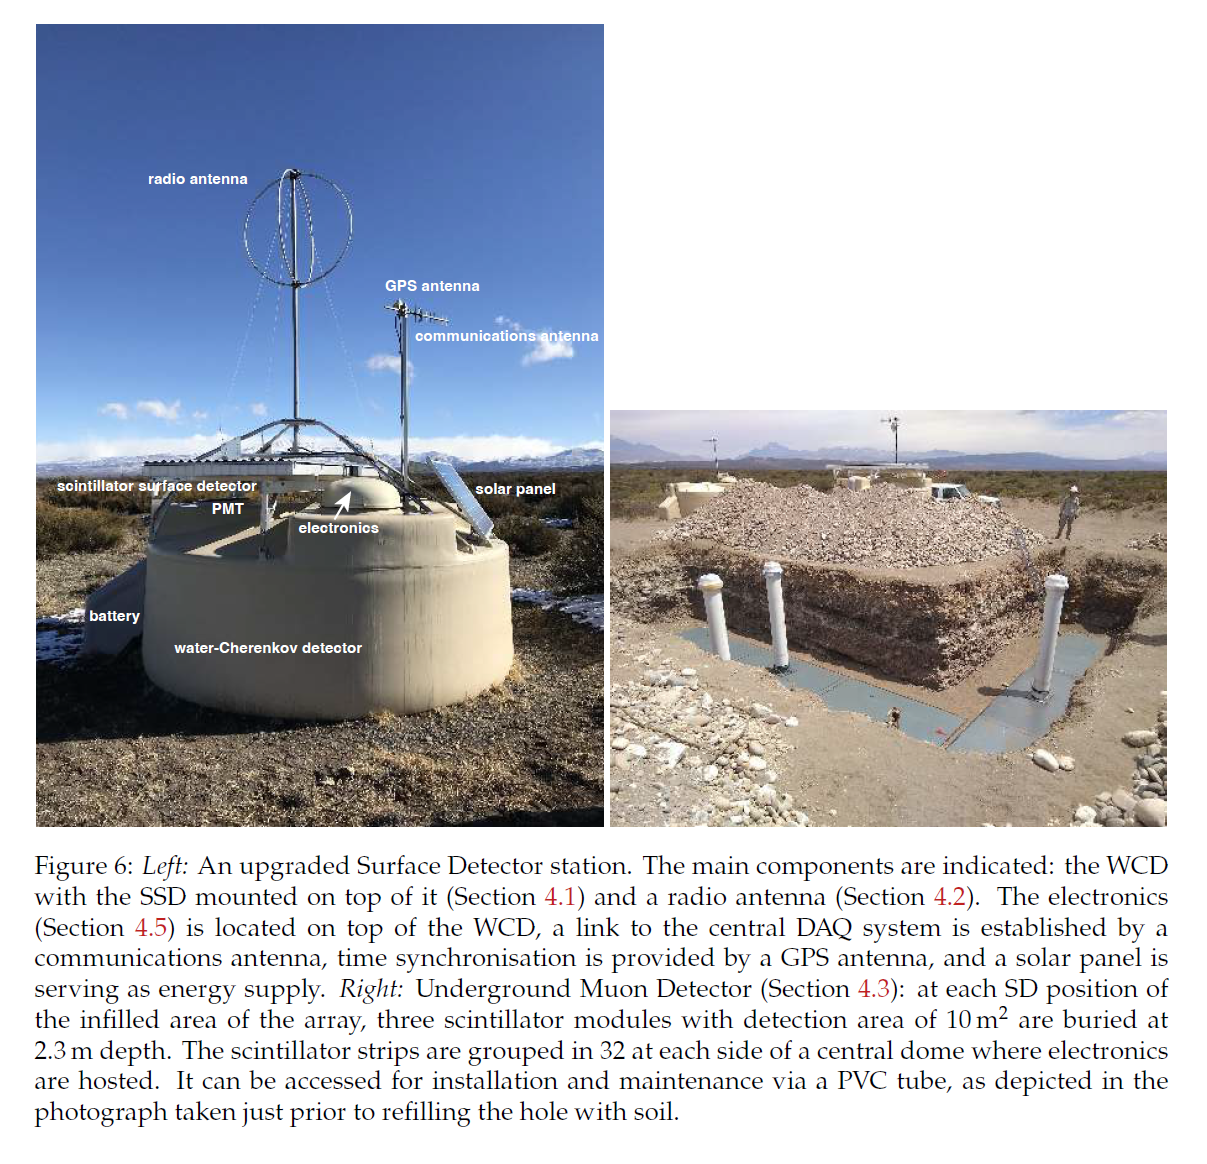 radio antenna
GPS antenna
communications antenna
scintillator surface detector
solar panel
PMT
electronics
battery
water-Cherenkov detector
Figure 6: Left: An upgraded Surface Detector station. The main components are indicated: the WCD
with the SSD mounted on top of it (Section 4.1) and a radio antenna (Section 4.2). The electronics
(Section 4.5) is located on top of the WCD, a link to the central DAQ system is established by a
communications antenna, time synchronisation is provided by a GPS antenna, and a solar panel is
serving as energy supply. Right: Underground Muon Detector (Section 4.3): at each SD position of
the infilled area of the array, three scintillator modules with detection area of 10 m² are buried at
2.3 m depth. The scintillator strips are grouped in 32 at each side of a central dome where electronics
are hosted. It can be accessed for installation and maintenance via a PVC tube, as depicted in the
photograph taken just prior to refilling the hole with soil.